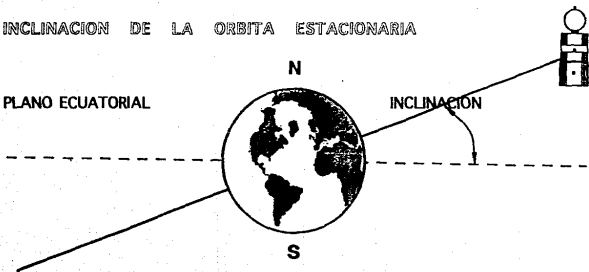 INCLINACION DE LA ORBITA ESTACIONARIA
N
PLANO ECUATORIAL
INCLINACION
S